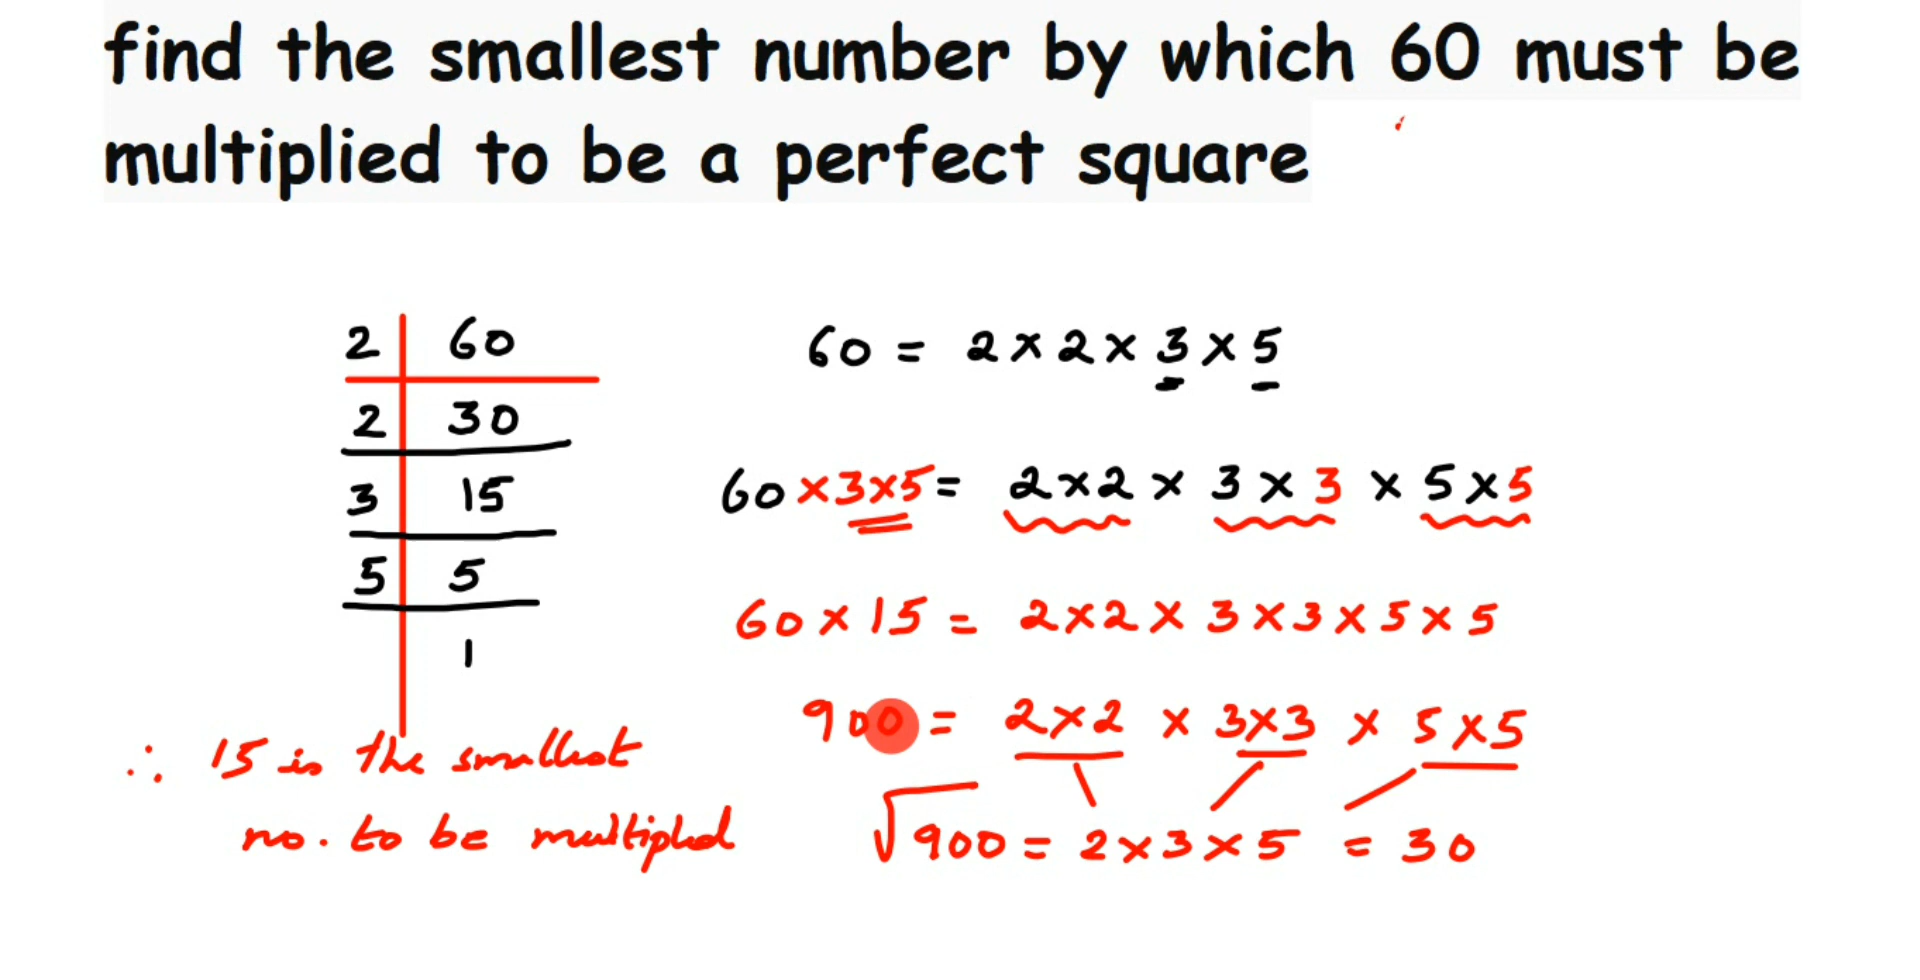 find the smallest number by which 60 must be
multiplied to be a perfect square
2 60
2 30
3 15
5 5
1
60 = 2 × 2 × 3 × 5
60 × 3 × 5 = 2 × 2 × 3 × 3 × 5 × 5
60 × 15 = 2 × 2 × 3 × 3 × 5 × 5
900 = 2 × 2 × 3 × 3 × 5 × 5
√900 = 2 × 3 × 5 = 30
∴ 15 is the smallest
no. to be multiplied